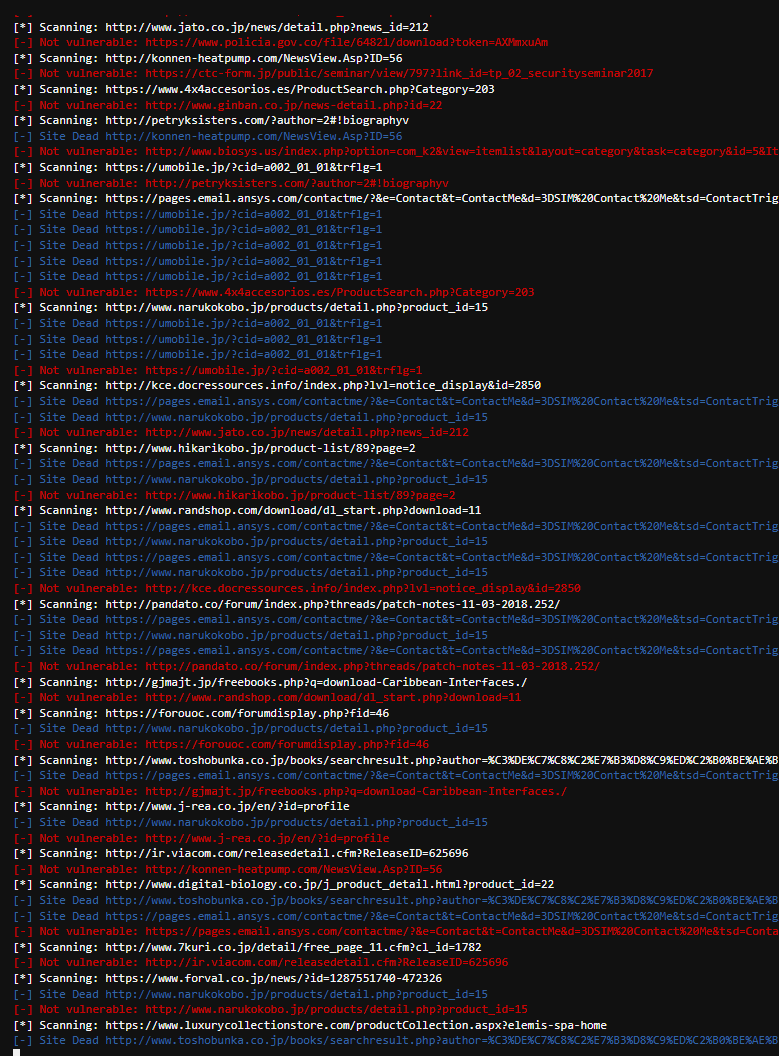 [*] Scanning: http://www.jato.co.jp/news/detail.php?news_id=212
[-] Not vulnerable: https://www.policia.gov.co/file/64821/download?token=AXMmxuAm
[*] Scanning: http://konnen-heatpump.com/NewsView.Asp?ID=56
[-] Not vulnerable: https://ctc-form.jp/public/seminar/view/797?link_id=tp_02_securityseminar2017
[*] Scanning: https://www.4x4accesorios.es/ProductSearch.php?Category=203
[-] Not vulnerable: http://www.ginban.co.jp/news-detail.php?id=22
[*] Scanning: http://petryksisters.com/?author=2#!biographyv
[-] Site Dead http://konnen-heatpump.com/NewsView.Asp?ID=56
[-] Not vulnerable: http://www.biosys.us/index.php?option=com_k2&view=itemlist&layout=category&task=category&id=5&It
[*] Scanning: https://umobile.jp/?cid=a002_01_01&trflg=1
[-] Not vulnerable: http://petryksisters.com/?author=2#!biographyv
[*] Scanning: https://pages.email.ansys.com/contactme/?&e=Contact&t=ContactMe&d=3DSIM%20Contact%20Me&tsd=ContactTrig
[-] Site Dead https://umobile.jp/?cid=a002_01_01&trflg=1
[-] Site Dead https://umobile.jp/?cid=a002_01_01&trflg=1
[-] Site Dead https://umobile.jp/?cid=a002_01_01&trflg=1
[-] Site Dead https://umobile.jp/?cid=a002_01_01&trflg=1
[-] Site Dead https://umobile.jp/?cid=a002_01_01&trflg=1
[-] Not vulnerable: https://www.4x4accesorios.es/ProductSearch.php?Category=203
[*] Scanning: http://www.narukokobo.jp/products/detail.php?product_id=15
[-] Site Dead https://umobile.jp/?cid=a002_01_01&trflg=1
[-] Site Dead https://umobile.jp/?cid=a002_01_01&trflg=1
[-] Site Dead https://umobile.jp/?cid=a002_01_01&trflg=1
[-] Not vulnerable: https://umobile.jp/?cid=a002_01_01&trflg=1
[*] Scanning: http://kce.docressources.info/index.php?lvl=notice_display&id=2850
[-] Site Dead https://pages.email.ansys.com/contactme/?&e=Contact&t=ContactMe&d=3DSIM%20Contact%20Me&tsd=ContactTrig
[-] Site Dead http://www.narukokobo.jp/products/detail.php?product_id=15
[-] Not vulnerable: http://www.jato.co.jp/news/detail.php?news_id=212
[*] Scanning: http://www.hikarikobo.jp/product-list/89?page=2
[-] Site Dead https://pages.email.ansys.com/contactme/?&e=Contact&t=ContactMe&d=3DSIM%20Contact%20Me&tsd=ContactTrig
[-] Site Dead http://www.narukokobo.jp/products/detail.php?product_id=15
[-] Not vulnerable: http://www.hikarikobo.jp/product-list/89?page=2
[*] Scanning: http://www.randshop.com/download/dl_start.php?download=11
[-] Site Dead https://pages.email.ansys.com/contactme/?&e=Contact&t=ContactMe&d=3DSIM%20Contact%20Me&tsd=ContactTrig
[-] Site Dead http://www.narukokobo.jp/products/detail.php?product_id=15
[-] Site Dead https://pages.email.ansys.com/contactme/?&e=Contact&t=ContactMe&d=3DSIM%20Contact%20Me&tsd=ContactTrig
[-] Site Dead http://www.narukokobo.jp/products/detail.php?product_id=15
[-] Not vulnerable: http://kce.docressources.info/index.php?lvl=notice_display&id=2850
[*] Scanning: http://pandato.co/forum/index.php?threads/patch-notes-11-03-2018.252/
[-] Site Dead https://pages.email.ansys.com/contactme/?&e=Contact&t=ContactMe&d=3DSIM%20Contact%20Me&tsd=ContactTrig
[-] Site Dead http://www.narukokobo.jp/products/detail.php?product_id=15
[-] Site Dead https://pages.email.ansys.com/contactme/?&e=Contact&t=ContactMe&d=3DSIM%20Contact%20Me&tsd=ContactTrig
[-] Not vulnerable: http://pandato.co/forum/index.php?threads/patch-notes-11-03-2018.252/
[*] Scanning: http://gjmajt.jp/freebooks.php?q=download-Caribbean-Interfaces./
[-] Not vulnerable: http://www.randshop.com/download/dl_start.php?download=11
[*] Scanning: https://forouoc.com/forumdisplay.php?fid=46
[-] Site Dead http://www.narukokobo.jp/products/detail.php?product_id=15
[-] Not vulnerable: https://forouoc.com/forumdisplay.php?fid=46
[*] Scanning: http://www.toshobunka.co.jp/books/searchresult.php?author=%C3%DE%C7%C8%C2%E7%B3%D8%C9%ED%C2%B0%BE%AE%B
[-] Site Dead https://pages.email.ansys.com/contactme/?&e=Contact&t=ContactMe&d=3DSIM%20Contact%20Me&tsd=ContactTrig
[-] Not vulnerable: http://gjmajt.jp/freebooks.php?q=download-Caribbean-Interfaces./
[*] Scanning: http://www.j-rea.co.jp/en/?id=profile
[-] Site Dead http://www.narukokobo.jp/products/detail.php?product_id=15
[-] Not vulnerable: http://www.j-rea.co.jp/en/?id=profile
[*] Scanning: http://ir.viacom.com/releasedetail.cfm?ReleaseID=625696
[-] Not vulnerable: http://konnen-heatpump.com/NewsView.Asp?ID=56
[*] Scanning: http://www.digital-biology.co.jp/j_product_detail.html?product_id=22
[-] Site Dead http://www.toshobunka.co.jp/books/searchresult.php?author=%C3%DE%C7%C8%C2%E7%B3%D8%C9%ED%C2%B0%BE%AE%B
[-] Site Dead https://pages.email.ansys.com/contactme/?&e=Contact&t=ContactMe&d=3DSIM%20Contact%20Me&tsd=ContactTrig
[-] Not vulnerable: https://pages.email.ansys.com/contactme/?&e=Contact&t=ContactMe&d=3DSIM%20Contact%20Me&tsd=Conta
[*] Scanning: http://www.7kuri.co.jp/detail/free_page_11.cfm?cl_id=1782
[-] Not vulnerable: http://ir.viacom.com/releasedetail.cfm?ReleaseID=625696
[*] Scanning: https://www.forval.co.jp/news/?id=1287551740-472326
[-] Site Dead http://www.narukokobo.jp/products/detail.php?product_id=15
[-] Not vulnerable: http://www.narukokobo.jp/products/detail.php?product_id=15
[*] Scanning: https://www.luxurycollectionstore.com/productCollection.aspx?elemis-spa-home
[-] Site Dead http://www.toshobunka.co.jp/books/searchresult.php?author=%C3%DE%C7%C8%C2%E7%B3%D8%C9%ED%C2%B0%BE%AE%B